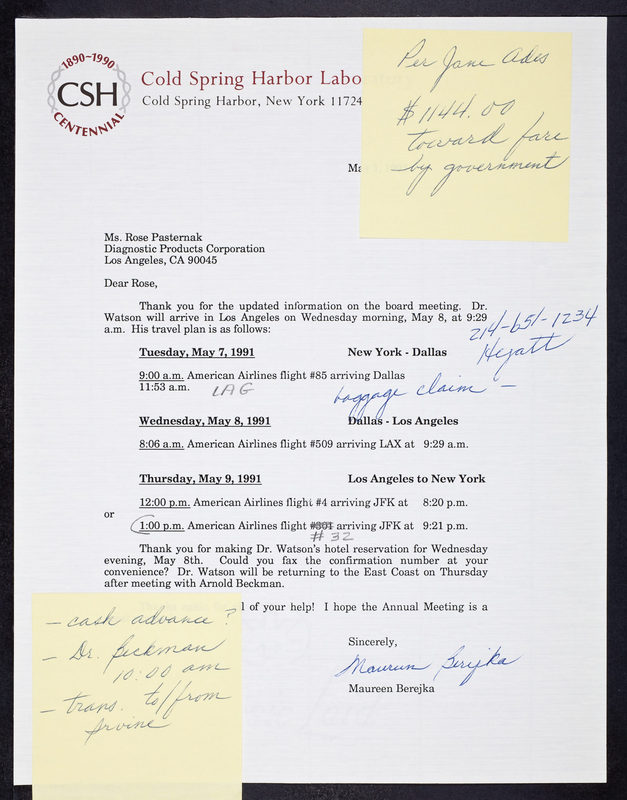 1890~1990
CSH
CENTENNIAL
Cold Spring Harbor Labo
Cold Spring Harbor, New York 11724
Per Jane Ades
$1144.00
toward fare
by government
Ma
Ms. Rose Pasternak
Diagnostic Products Corporation
Los Angeles, CA 90045
Dear Rose,
Thank you for the updated information on the board meeting. Dr.
Watson will arrive in Los Angeles on Wednesday morning, May 8, at 9:29
a.m. His travel plan is as follows:
214-651-1234
Hyatt
Tuesday, May 7, 1991 New York - Dallas
9:00 a.m. American Airlines flight #85 arriving Dallas
11:53 a.m. LAG
baggage claim -
Wednesday, May 8, 1991 Dallas - Los Angeles
8:06 a.m. American Airlines flight #509 arriving LAX at 9:29 a.m.
Thursday, May 9, 1991 Los Angeles to New York
12:00 p.m. American Airlines flight #4 arriving JFK at 8:20 p.m.
or
1:00 p.m. American Airlines flight arriving JFK at 9:21 p.m.
# 32
Thank you for making Dr. Watson's hotel reservation for Wednesday
evening, May 8th. Could you fax the confirmation number at your
convenience? Dr. Watson will be returning to the East Coast on Thursday
after meeting with Arnold Beckman.
l of your help! I hope the Annual Meeting is a
- cash advance?
- Dr. Beckman
10:00 am
- trans. to/from
Irvine
Sincerely,
Maureen Berejka
Maureen Berejka